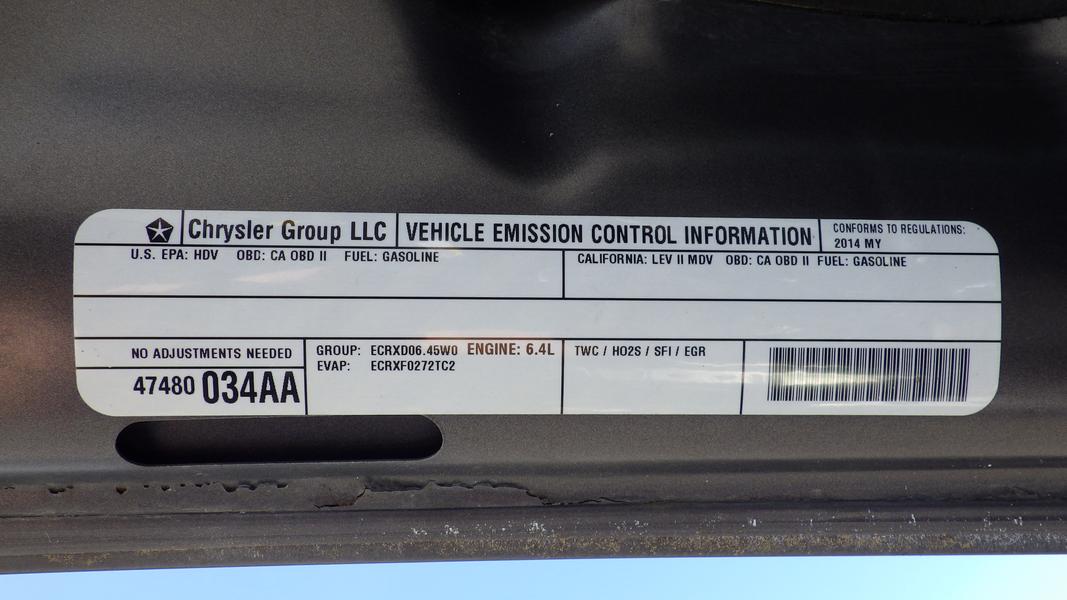 Chrysler Group LLC
VEHICLE EMISSION CONTROL INFORMATION
CONFORMS TO REGULATIONS:
2014 MY
U.S. EPA: HDV OBD: CA OBD II FUEL: GASOLINE
CALIFORNIA: LEV II MDV OBD: CA OBD II FUEL: GASOLINE
NO ADJUSTMENTS NEEDED
47480 034AA
GROUP: ECRXD06.45W0 ENGINE: 6.4L
EVAP: ECRXF0272TC2
TWC / HO2S / SFI / EGR